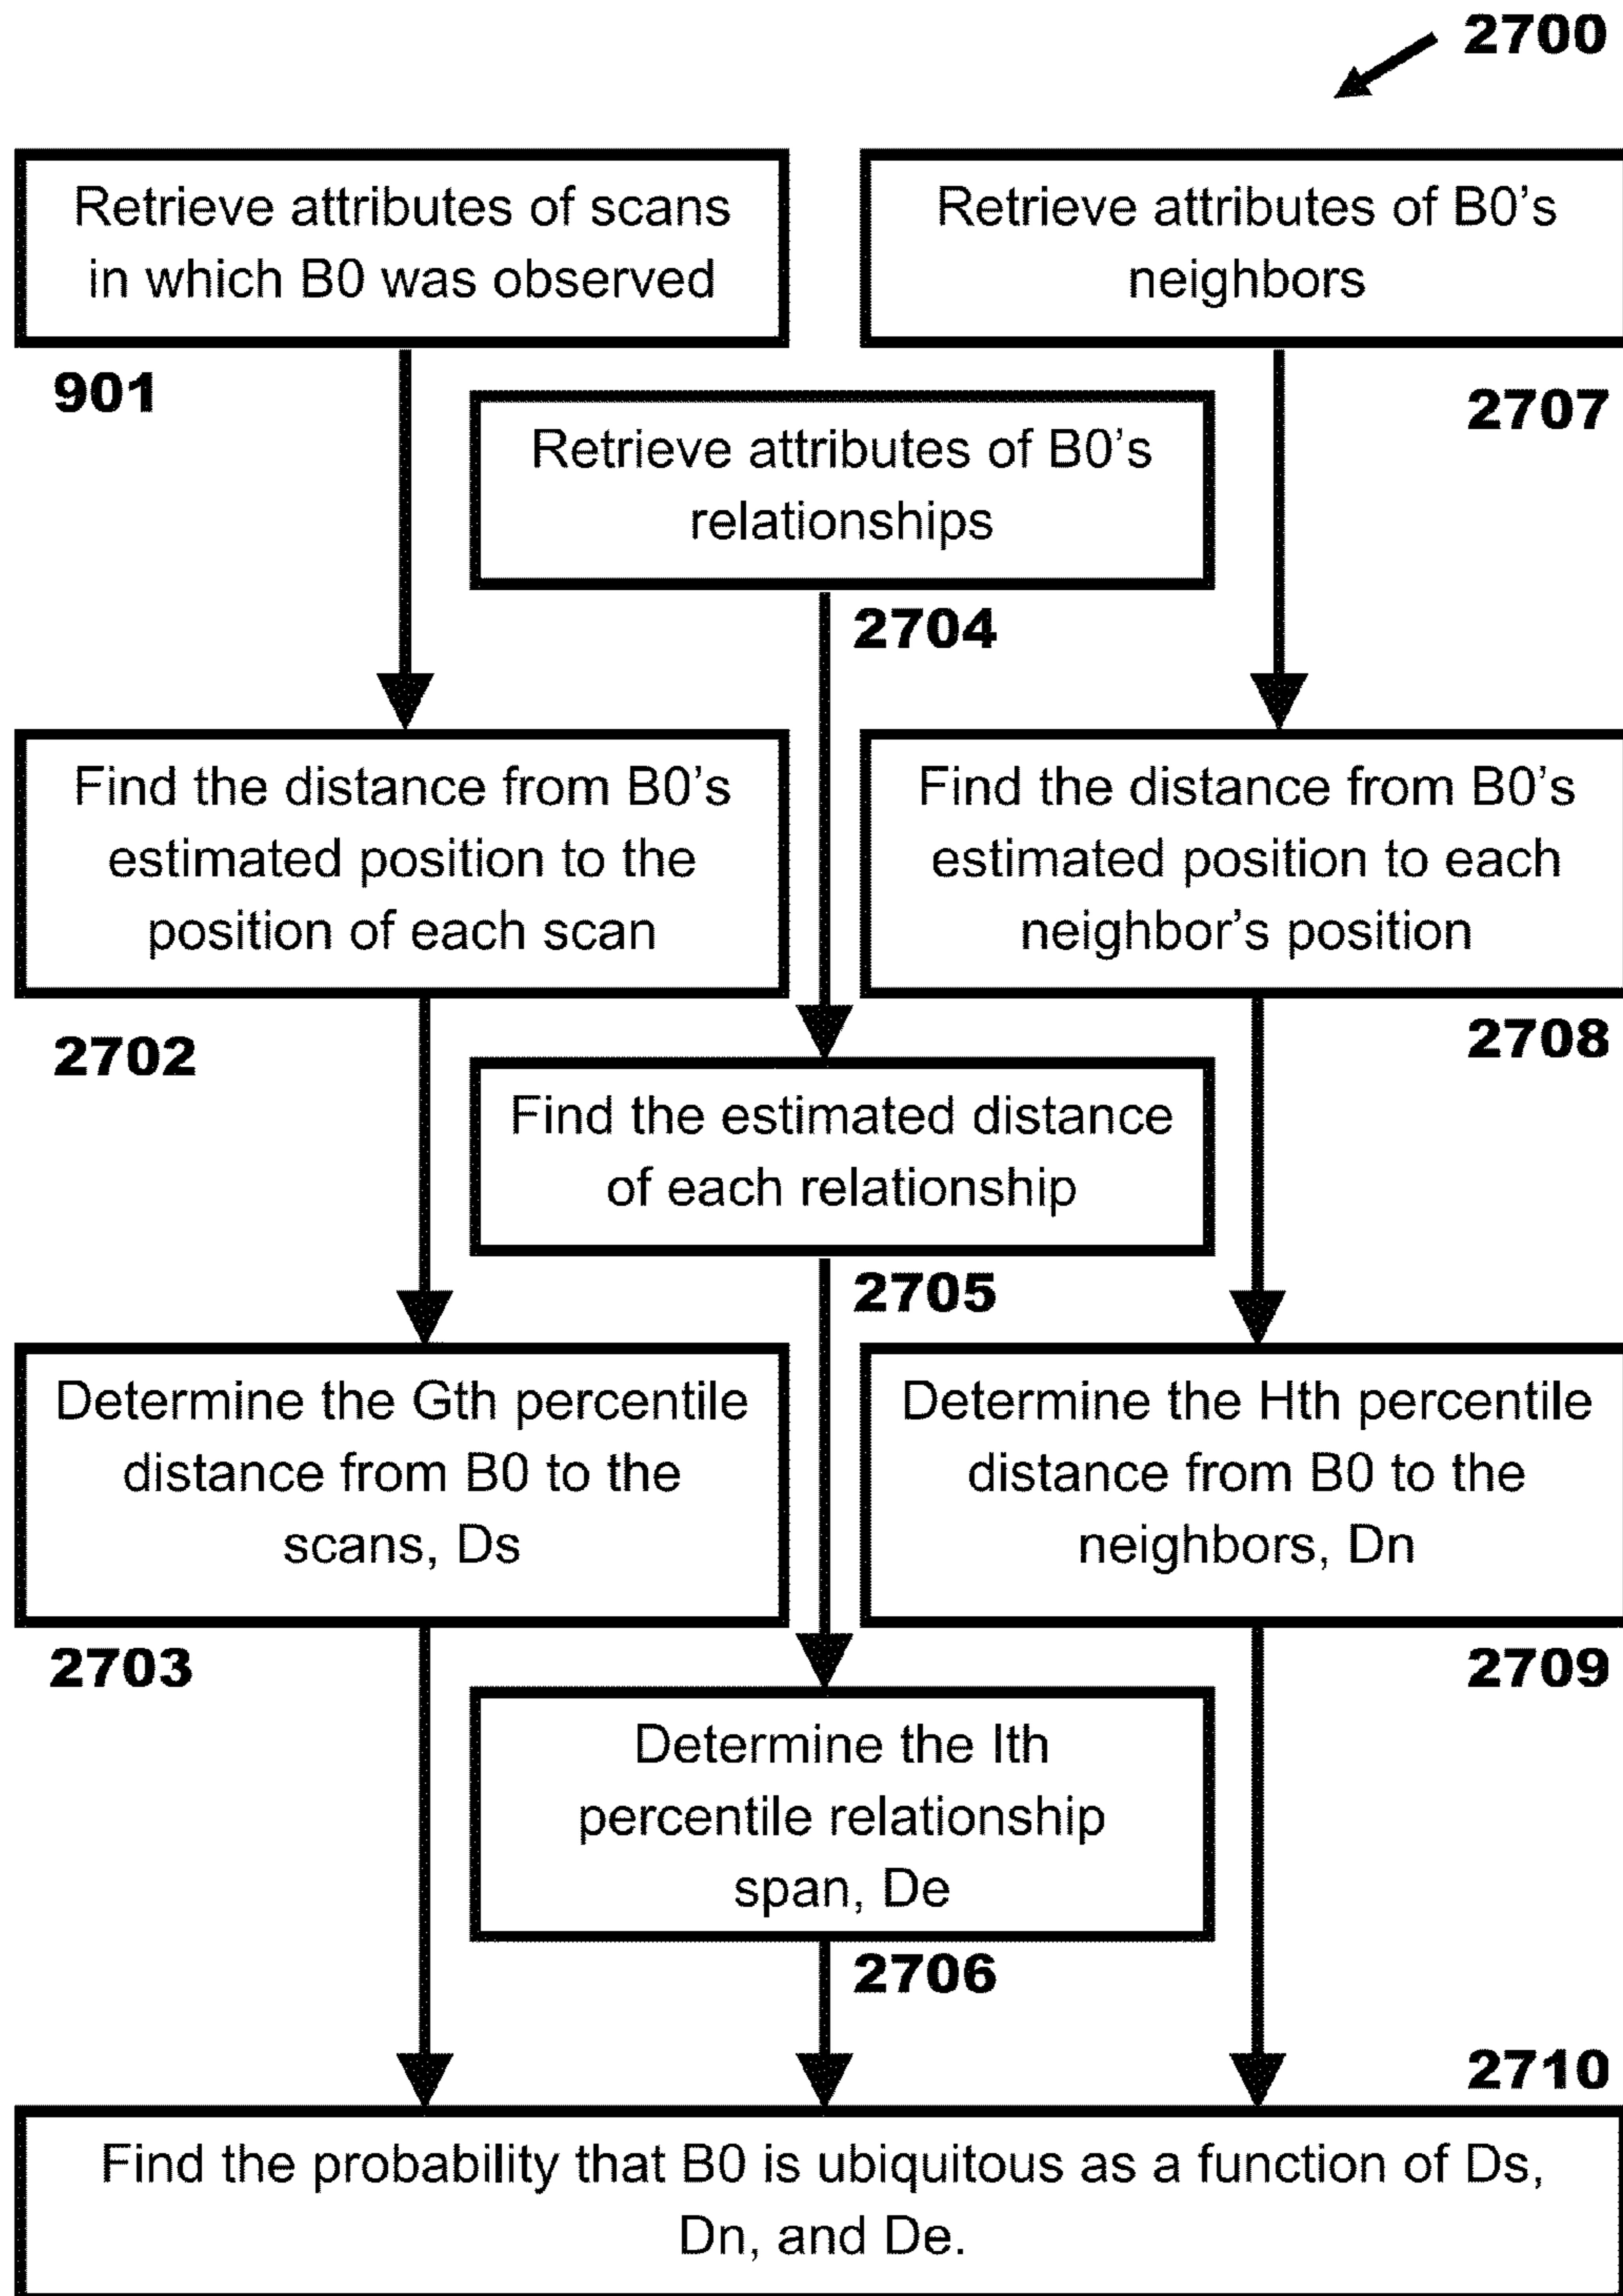 2700
Retrieve attributes of scans
in which B0 was observed
901
Retrieve attributes of B0's
neighbors
2707
Retrieve attributes of B0's
relationships
2704
Find the distance from B0's
estimated position to the
position of each scan
2702
Find the distance from B0's
estimated position to each
neighbor's position
2708
Find the estimated distance
of each relationship
2705
Determine the Gth percentile
distance from B0 to the
scans, Ds
2703
Determine the Hth percentile
distance from B0 to the
neighbors, Dn
2709
Determine the Ith
percentile relationship
span, De
2706
2710
Find the probability that B0 is ubiquitous as a function of Ds,
Dn, and De.